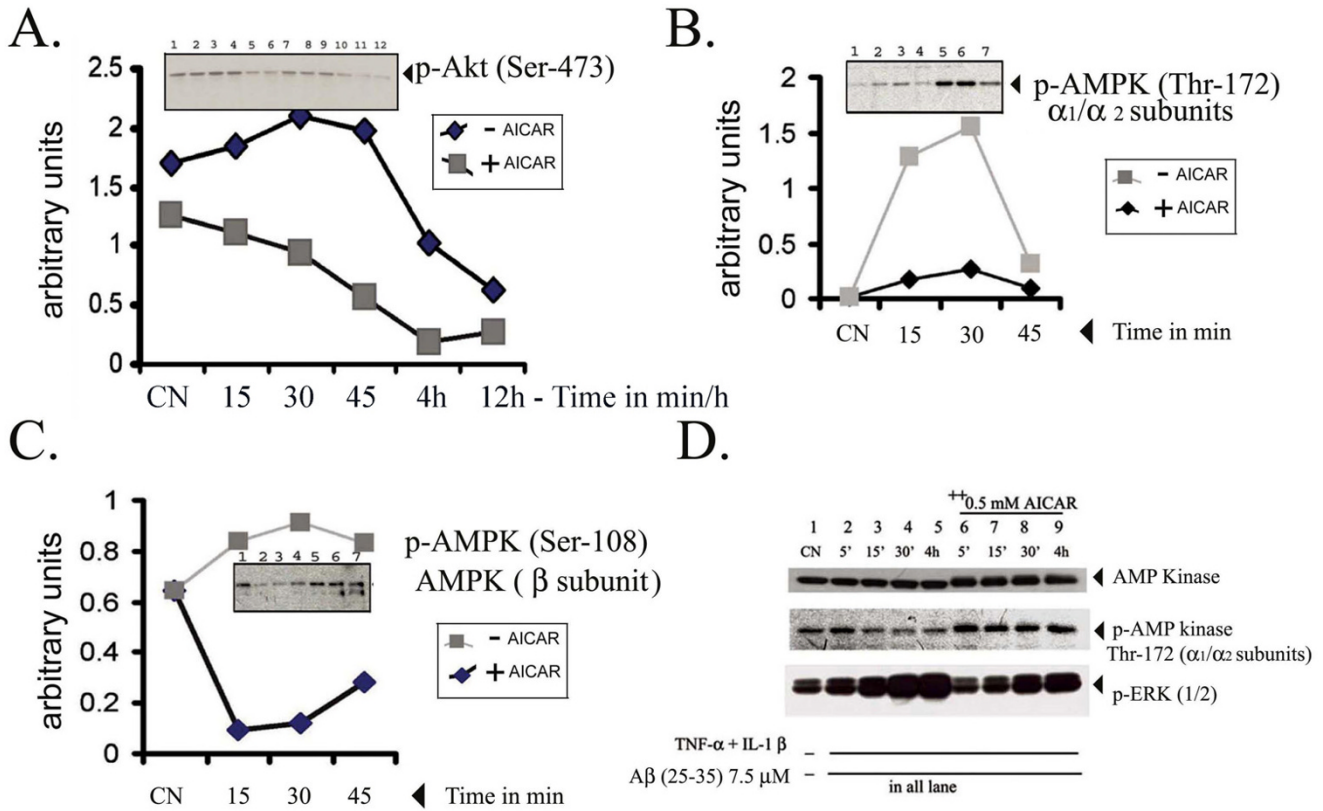 A.
1 2 3 4 5 6 7 8 9 10 11 12
p-Akt (Ser-473)
arbitrary units
2.5
2
1.5
1
0.5
0
- AICAR
+ AICAR
CN 15 30 45 4h 12h - Time in min/h
B.
1 2 3 4 5 6 7
p-AMPK (Thr-172)
α1/α 2 subunits
arbitrary units
2
1.5
1
0.5
0
- AICAR
+ AICAR
CN 15 30 45 Time in min
C.
p-AMPK (Ser-108)
AMPK ( β subunit)
1 2 3 4 5 6 7
arbitrary units
1
0.8
0.6
0.4
0.2
0
- AICAR
+ AICAR
CN 15 30 45 Time in min
D.
++0.5 mM AICAR
1 2 3 4 5 6 7 8 9
CN 5' 15' 30' 4h 5' 15' 30' 4h
AMP Kinase
p-AMP kinase
Thr-172 (α1/α2 subunits)
p-ERK (1/2)
TNF-α + IL-1 β –
Aβ (25-35) 7.5 μM –
in all lane